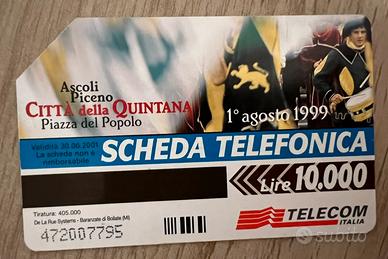 Ascoli
Piceno
CITTÀ della QUINTANA
Piazza del Popolo
1° agosto 1999
Validità 30.06.2001
La scheda non è
rimborsabile
SCHEDA TELEFONICA
Lire 10.000
Tiratura: 405.000
De La Rue Systems - Baranzate di Bollate (MI)
472007795
TELECOM
ITALIA
subito